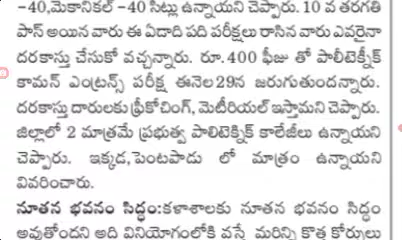 -40,మెకానికల్ -40 సీట్లు ఉన్నాయని చెప్పారు. 10 వ తరగతి
పాస్ అయిన వారు ఈ ఏడాది పది పరీక్షలు రాసిన వారు ఎవరైనా
దరకాస్తు చేసుకో వచ్చన్నారు. రూ.400 ఫీజు తో పాలీటెక్నీక్
కామన్ ఎంట్రన్స్ పరీక్ష ఈనెల29న జరుగుతుందన్నారు.
దరకాస్తు దారులకు ఫ్రీకోచింగ్, మెటీరియల్ ఇస్తామని చెప్పారు.
జిల్లాలో 2 మాత్రమే ప్రభుత్వ పాలిటెక్నిక్ కాలేజీలు ఉన్నాయని
చెప్పారు. ఇక్కడ,పెంటపాడు లో మాత్రం ఉన్నాయని
వివరించారు.
నూతన భవనం సిద్ధం:కళాశాలకు నూతన భవనం సిద్ధం
అవుతోందని అది వినియోగంలోకి వస్తే మరిన్ని కొత్త కోర్సులు